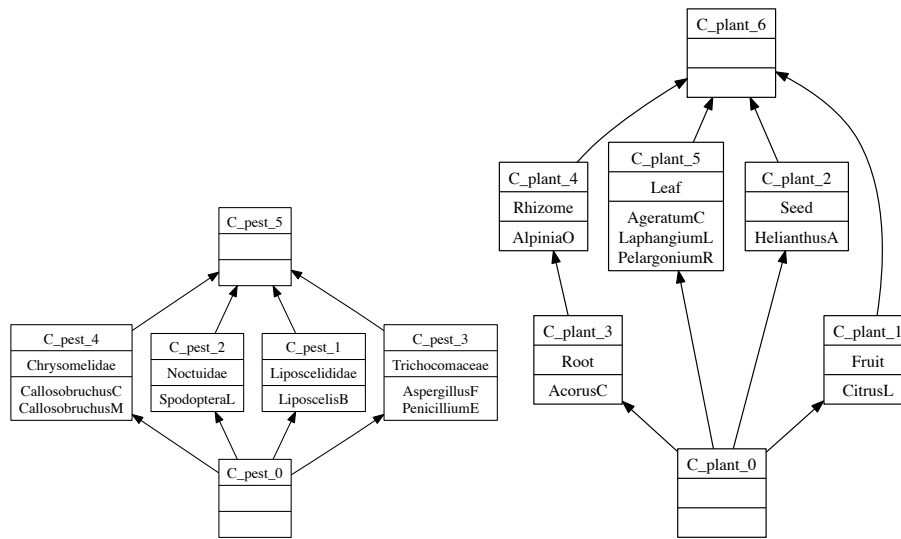 C_pest_5
C_pest_4
Chrysomelidae
CallosobruchusC
CallosobruchusM
C_pest_2
Noctuidae
SpodopteraL
C_pest_1
Liposcelididae
LiposcelisB
C_pest_3
Trichocomaceae
AspergillusF
PenicilliumE
C_pest_0
C_plant_6
C_plant_4
Rhizome
AlpiniaO
C_plant_5
Leaf
AgeratumC
LaphangiumL
PelargoniumR
C_plant_2
Seed
HelianthusA
C_plant_3
Root
AcorusC
C_plant_1
Fruit
CitrusL
C_plant_0